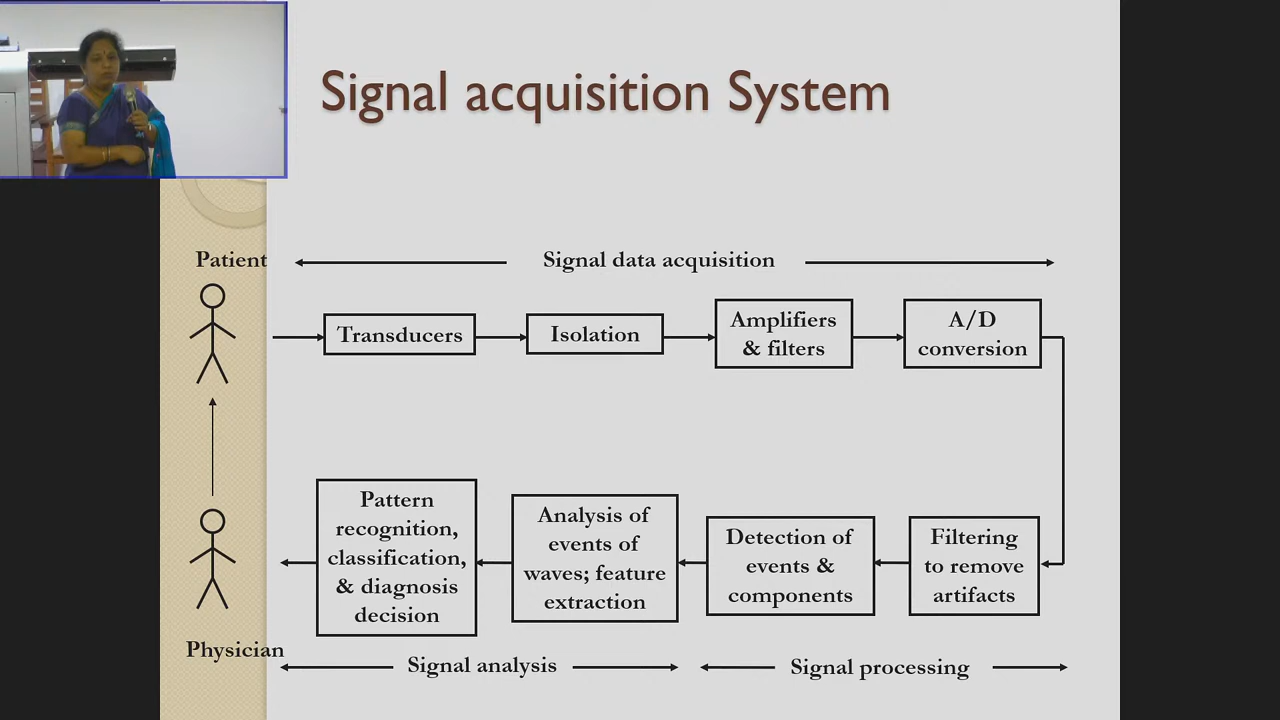 Signal acquisition System
Patient
Signal data acquisition
Transducers
Isolation
Amplifiers
& filters
A/D
conversion
Pattern
recognition,
classification,
& diagnosis
decision
Analysis of
events of
waves; feature
extraction
Detection of
events &
components
Filtering
to remove
artifacts
Physician
Signal analysis
Signal processing